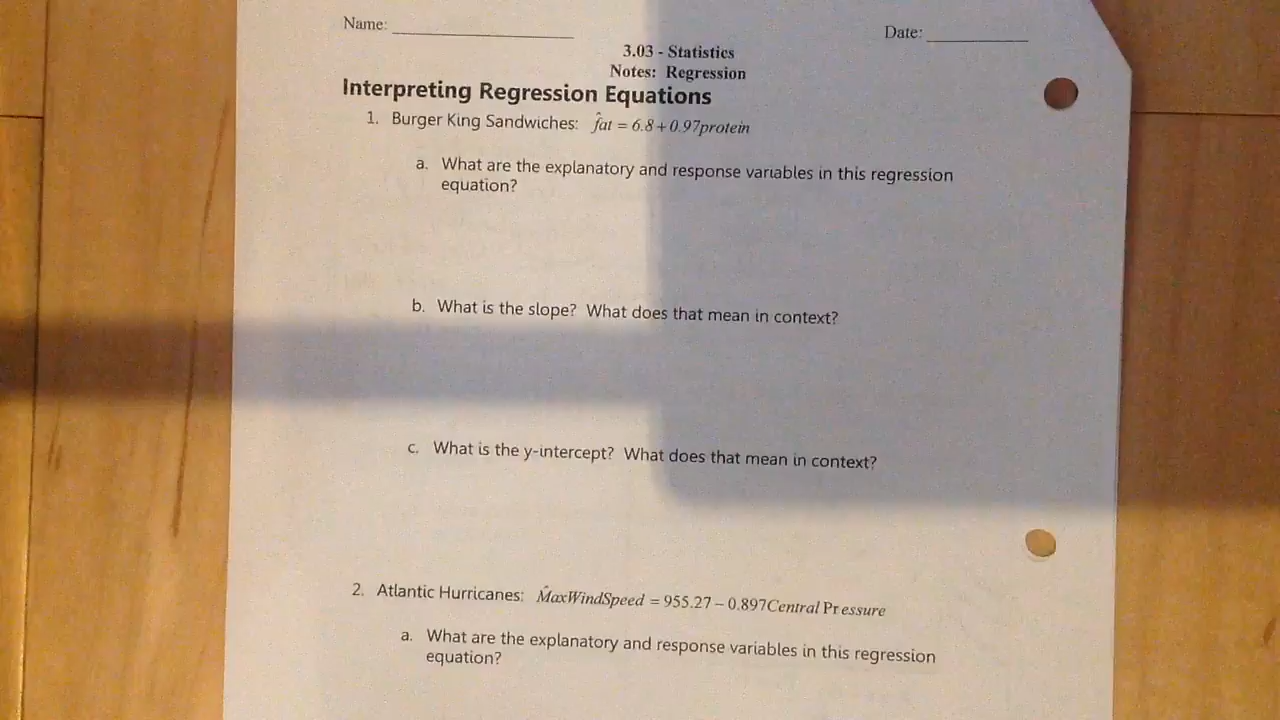 Name: ____________ Date: ____________
3.03 - Statistics
Notes: Regression
Interpreting Regression Equations
1. Burger King Sandwiches: f̂at = 6.8 + 0.97protein
a. What are the explanatory and response variables in this regression
equation?
b. What is the slope? What does that mean in context?
c. What is the y-intercept? What does that mean in context?
2. Atlantic Hurricanes: M̂axWindSpeed = 955.27 – 0.897Central Pressure
a. What are the explanatory and response variables in this regression
equation?